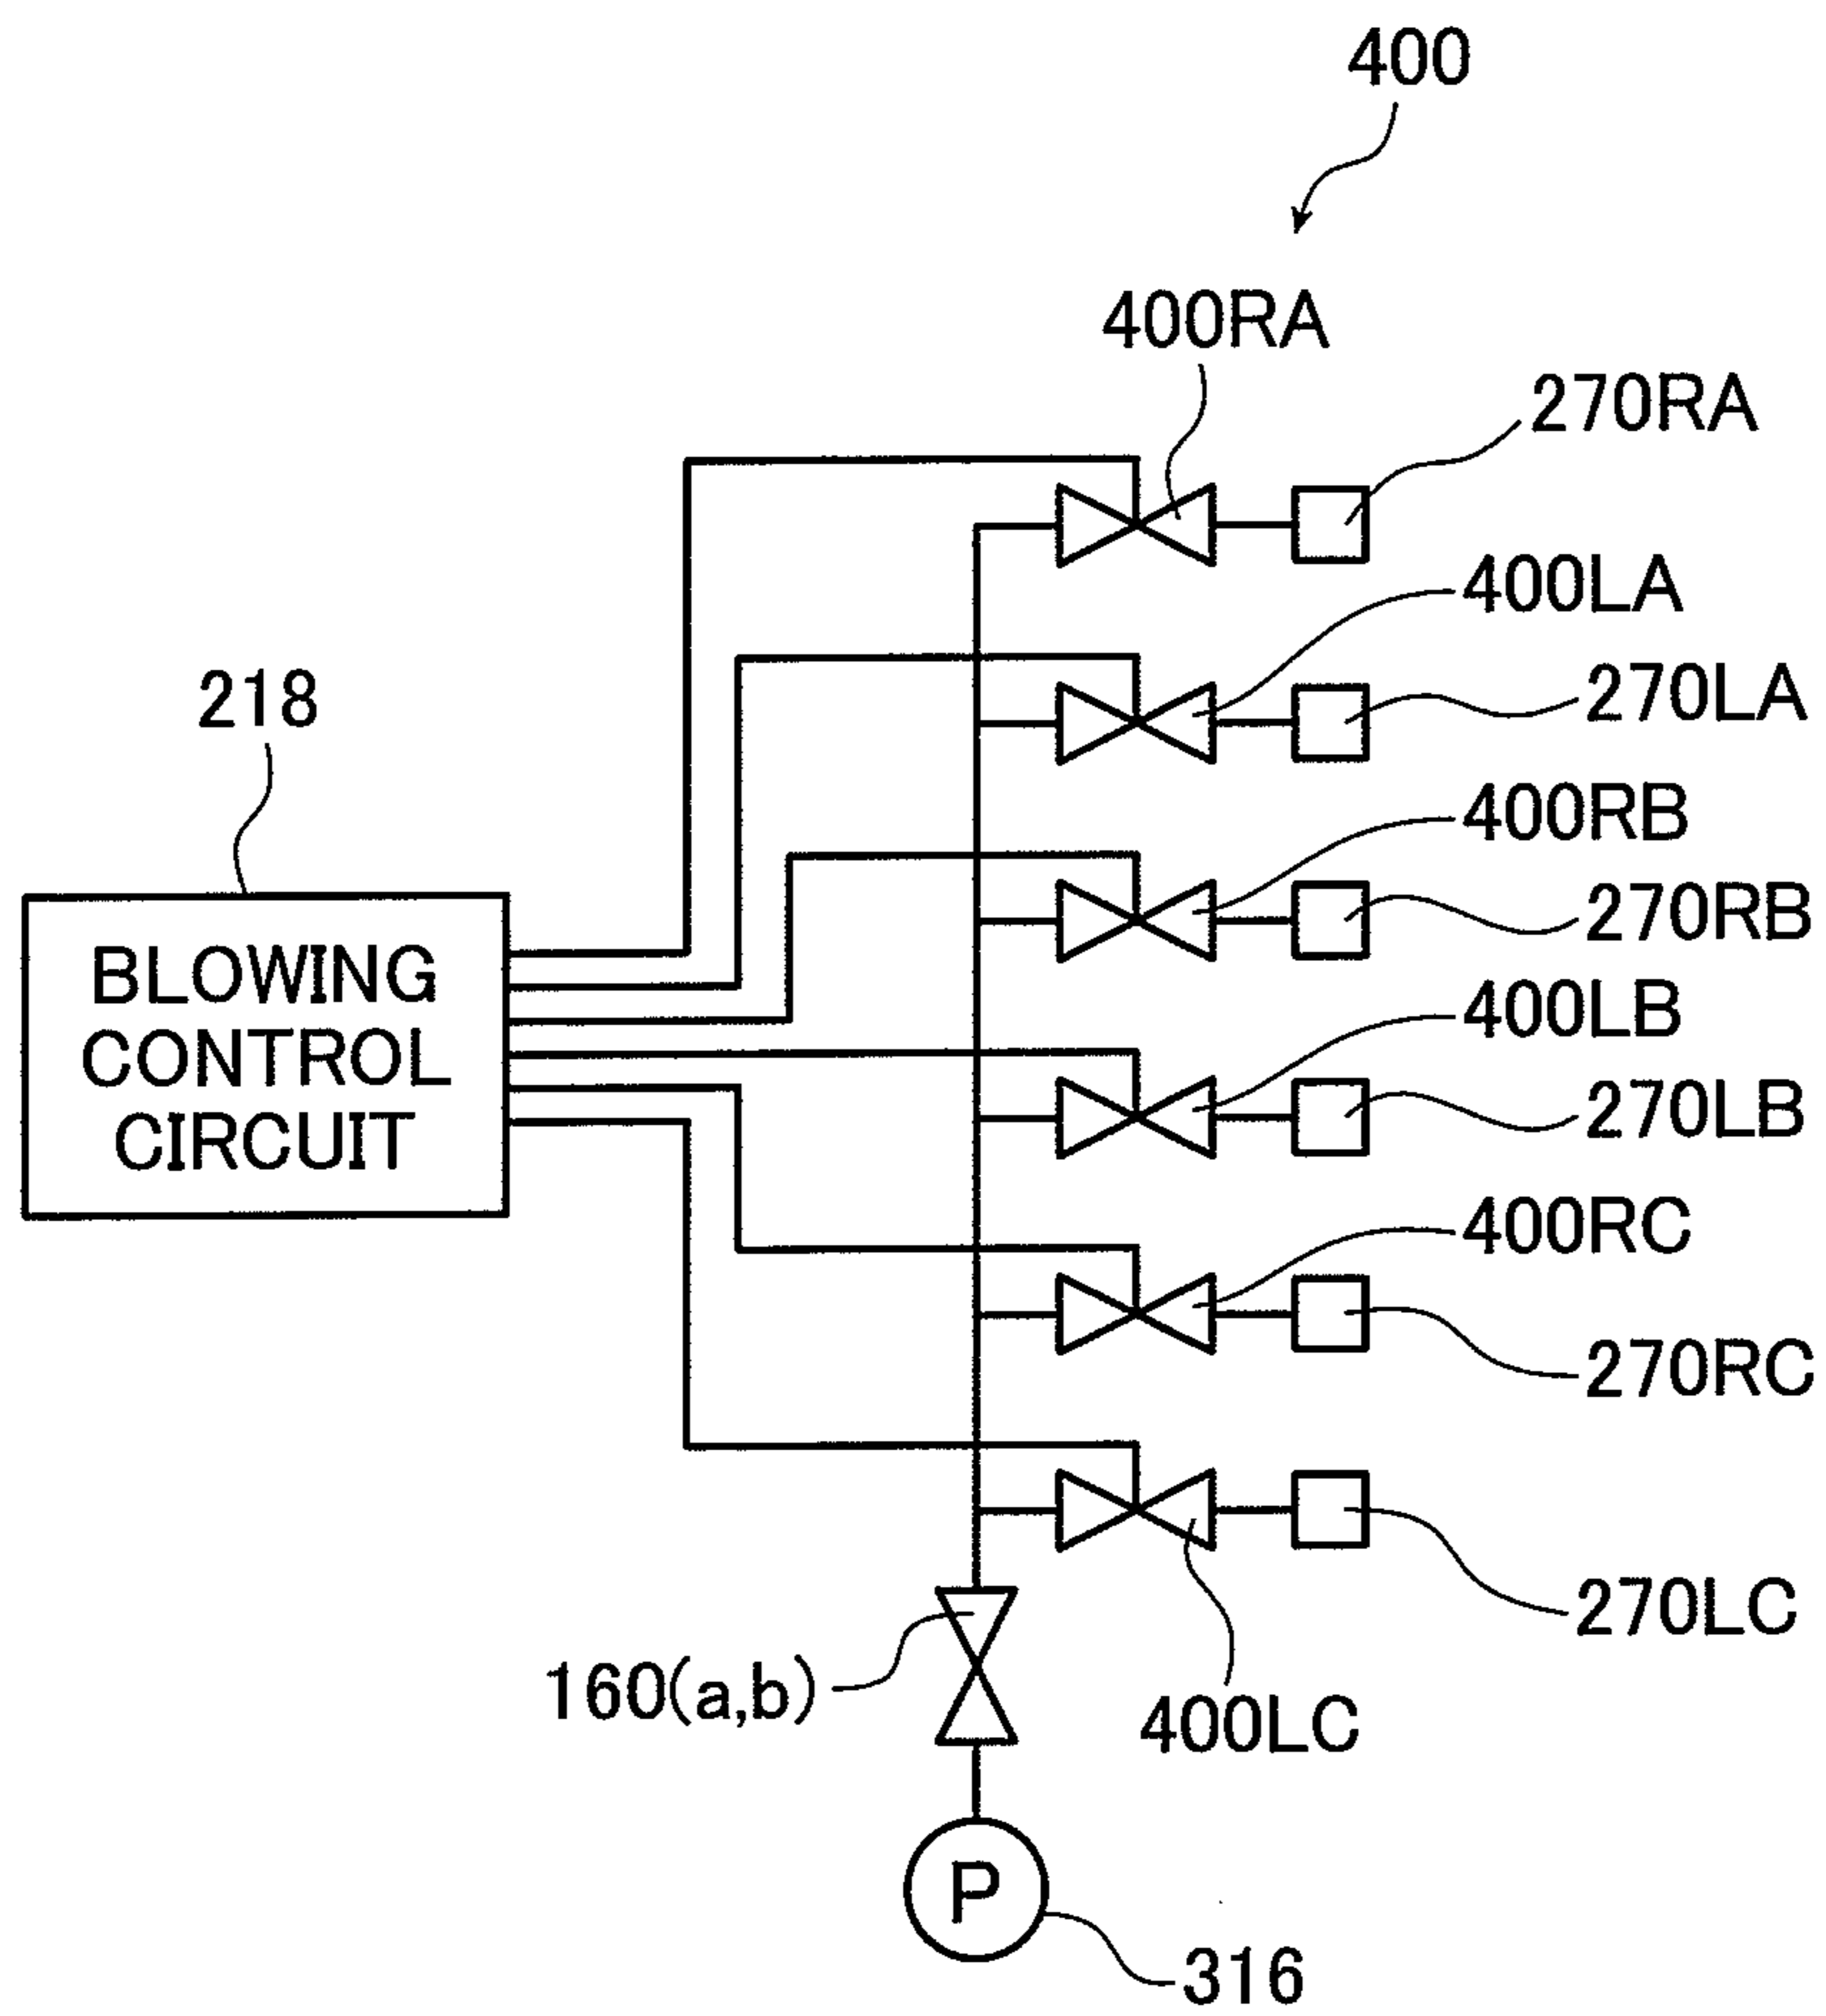 400
400RA
270RA
400LA
270LA
218
400RB
270RB
BLOWING
CONTROL
CIRCUIT
400LB
270LB
400RC
270RC
270LC
160(a,b)
400LC
P
316